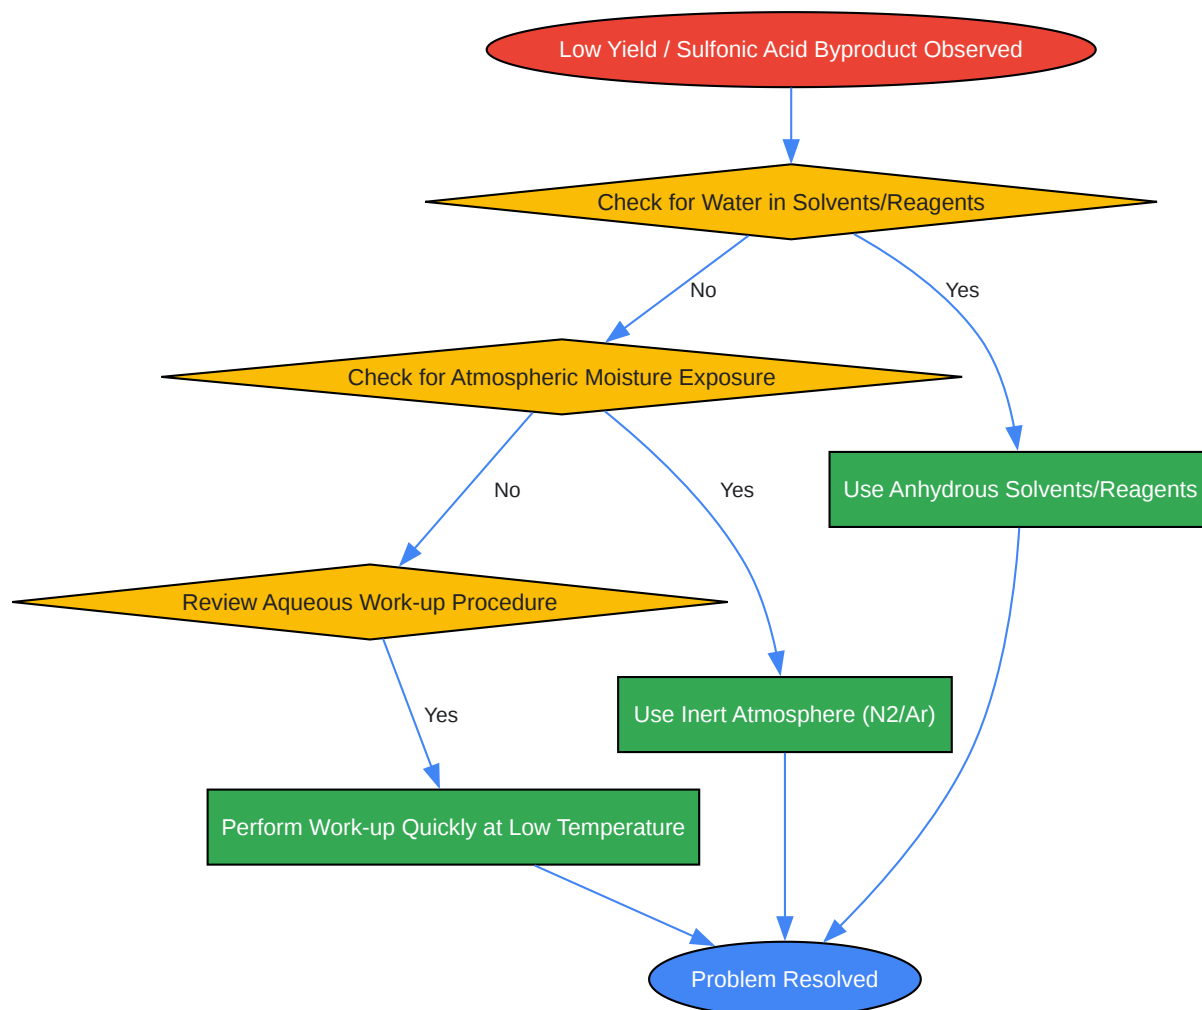 Low Yield / Sulfonic Acid Byproduct Observed
Check for Water in Solvents/Reagents
No
Yes
Check for Atmospheric Moisture Exposure
Use Anhydrous Solvents/Reagents
No
Yes
Review Aqueous Work-up Procedure
Yes
Use Inert Atmosphere (N2/Ar)
Perform Work-up Quickly at Low Temperature
Problem Resolved